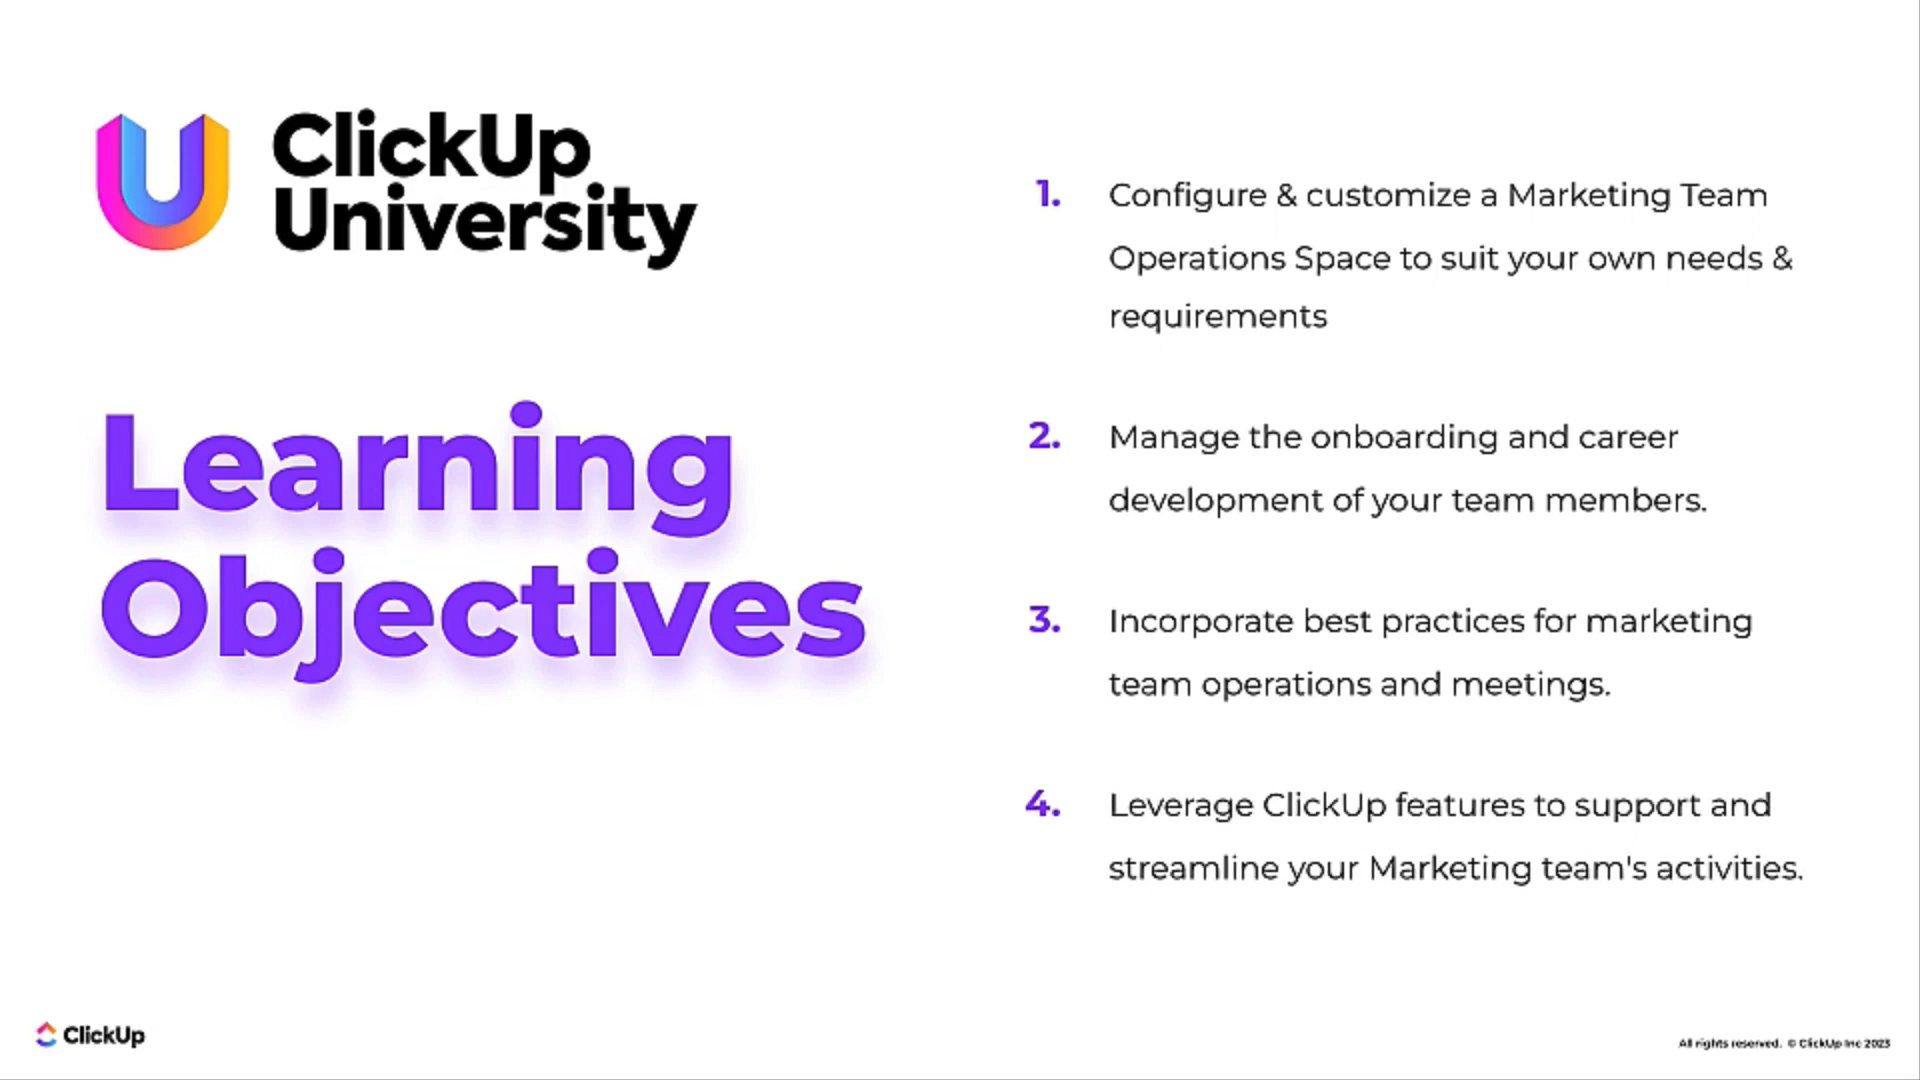 ClickUp
University
Learning
Objectives
1. Configure & customize a Marketing Team
Operations Space to suit your own needs &
requirements
2. Manage the onboarding and career
development of your team members.
3. Incorporate best practices for marketing
team operations and meetings.
4. Leverage ClickUp features to support and
streamline your Marketing team's activities.
ClickUp
All rights reserved. © ClickUp Inc 2023